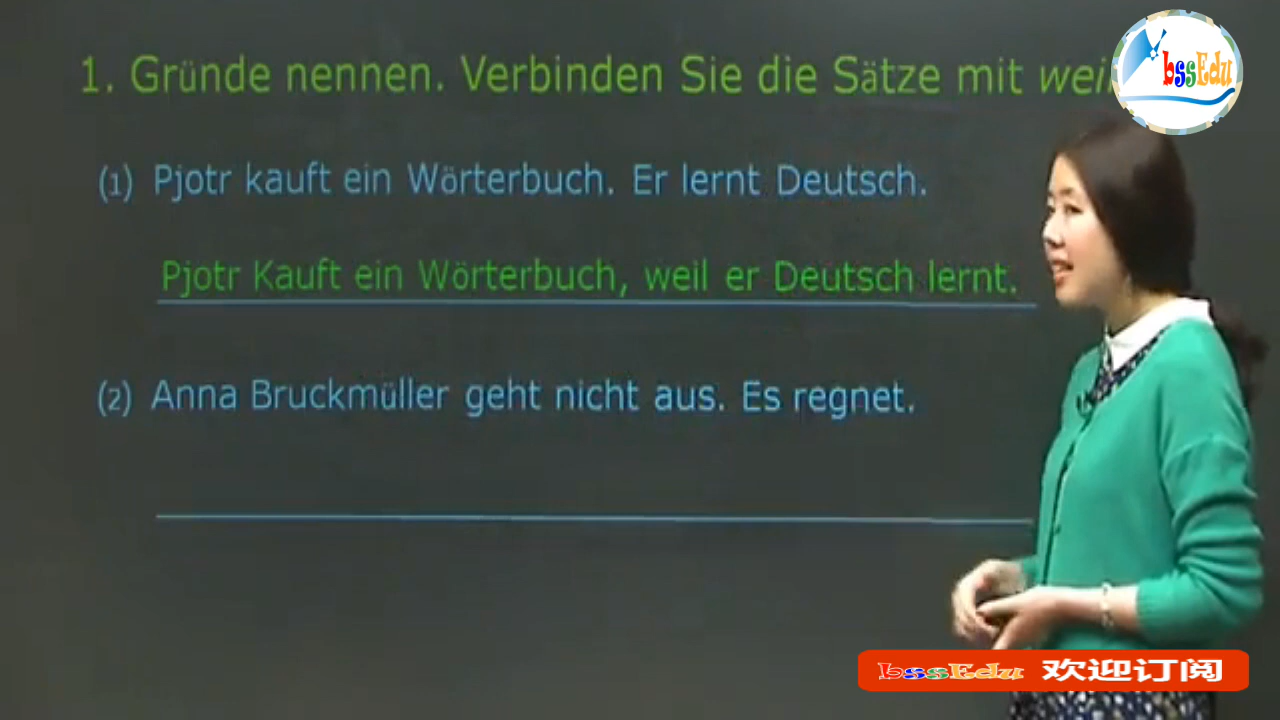 1. Gründe nennen. Verbinden Sie die Sätze mit weil
bssEdu
(1) Pjotr kauft ein Wörterbuch. Er lernt Deutsch.
Pjotr Kauft ein Wörterbuch, weil er Deutsch lernt.
(2) Anna Bruckmüller geht nicht aus. Es regnet.
bssEdu 欢迎订阅